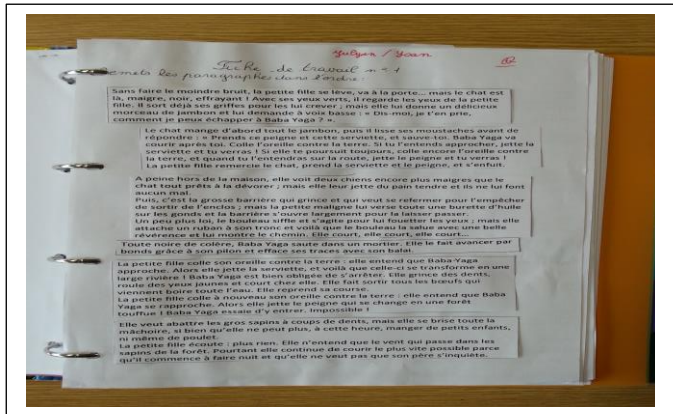 Yulyan / Yoan
Fiche de travail n°1
remets les paragraphes dans l'ordre:
Sans faire le moindre bruit, la petite fille se lève, va à la porte... mais le chat est
là, maigre, noir, effrayant ! Avec ses yeux verts, il regarde les yeux de la petite
fille. Il sort déjà ses griffes pour les lui crever ; mais elle lui donne un délicieux
morceau de jambon et lui demande à voix basse : « Dis-moi, je t'en prie,
comment je peux échapper à Baba Yaga ? ».
Le chat mange d'abord tout le jambon, puis il lisse ses moustaches avant de
répondre : « Prends ce peigne et cette serviette, et sauve-toi. Baba Yaga va
courir après toi. Colle l'oreille contre la terre. Si tu l'entends approcher, jette la
serviette et tu verras ! Si elle te poursuit toujours, colle encore l'oreille contre
la terre, et quand tu l'entendras sur la route, jette le peigne et tu verras !
La petite fille remercie le chat, prend la serviette et le peigne, et s'enfuit.
A peine hors de la maison, elle voit deux chiens encore plus maigres que le
chat tout prêts à la dévorer ; mais elle leur jette du pain tendre et ils ne lui font
aucun mal.
Puis, c'est la grosse barrière qui grince et qui veut se refermer pour l'empêcher
de sortir de l'enclos ; mais la petite maligne lui verse toute une burette d'huile
sur les gonds et la barrière s'ouvre largement pour la laisser passer.
Un peu plus loi, le bouleau siffle et s'agite pour lui fouetter les yeux ; mais elle
attache un ruban à son tronc et voilà que le bouleau la salue avec une belle
révérence et lui montre le chemin. Elle court, elle court, elle court...
Toute noire de colère, Baba Yaga saute dans un mortier. Elle le fait avancer par
bonds grâce à son pilon et efface ses traces avec son balai.
La petite fille colle son oreille contre la terre : elle entend que Baba-Yaga
approche. Alors elle jette la serviette, et voilà que celle-ci se transforme en une
large rivière ! Baba Yaga est bien obligée de s'arrêter. Elle grince des dents,
roule des yeux jaunes et court chez elle. Elle fait sortir tous les bœufs qui
viennent boire toute l'eau. Elle reprend sa course.
La petite fille colle à nouveau son oreille contre la terre : elle entend que Baba
Yaga se rapproche. Alors elle jette le peigne qui se change en une forêt
touffue ! Baba Yaga essaie d'y entrer. Impossible !
Elle veut abattre les gros sapins à coups de dents, mais elle se brise toute la
mâchoire, si bien qu'elle ne peut plus, à cette heure, manger de petits enfants,
ni même de poulet.
La petite fille écoute : plus rien. Elle n'entend que le vent qui passe dans les
sapins de la forêt. Pourtant elle continue de courir le plus vite possible parce
qu'il commence à faire nuit et qu'elle ne veut pas que son père s'inquiète.